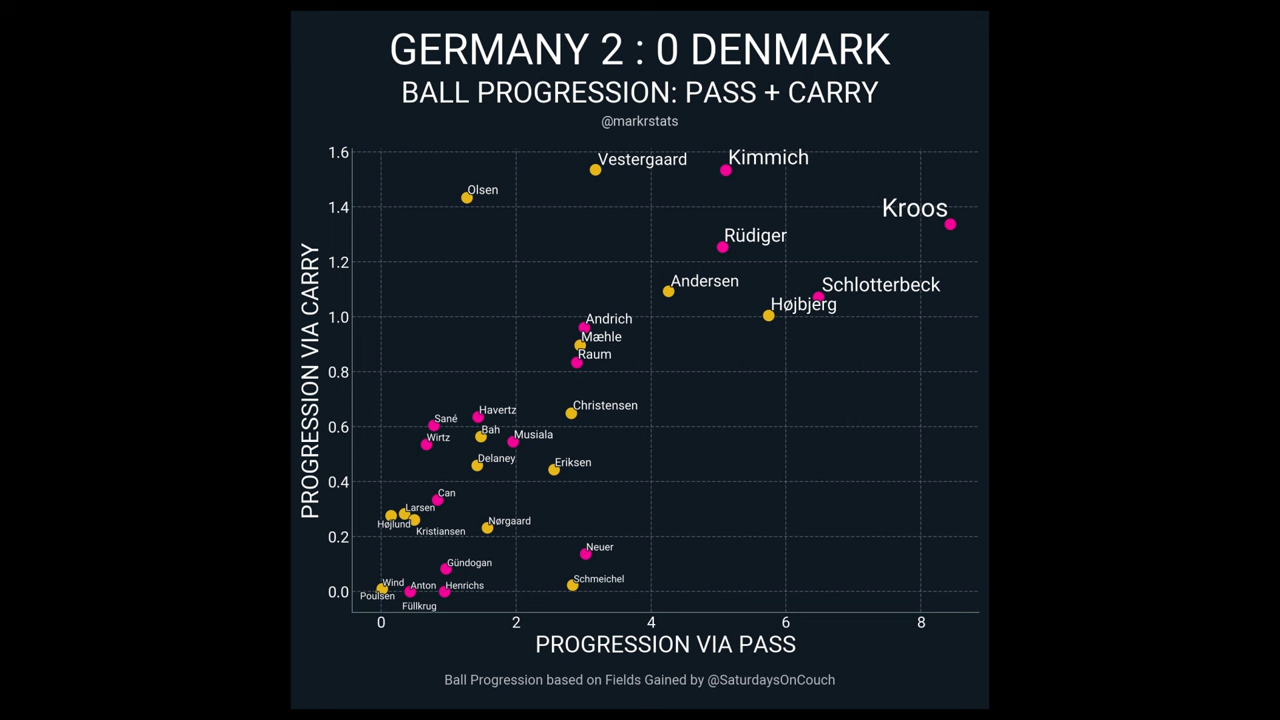 GERMANY 2 : 0 DENMARK
BALL PROGRESSION: PASS + CARRY
@markrstats
PROGRESSION VIA CARRY
1.6
1.4
1.2
1.0
0.8
0.6
0.4
0.2
0.0
Vestergaard
Kimmich
Olsen
Kroos
Rüdiger
Andersen
Schlotterbeck
Højbjerg
Andrich
Mæhle
Raum
Christensen
Havertz
Sané
Bah
Musiala
Wirtz
Delaney
Eriksen
Can
Larsen
Højlund
Kristiansen
Nørgaard
Neuer
Gündogan
Schmeichel
Wind
Anton
Henrichs
Poulsen
Füllkrug
0 2 4 6 8
PROGRESSION VIA PASS
Ball Progression based on Fields Gained by @SaturdaysOnCouch